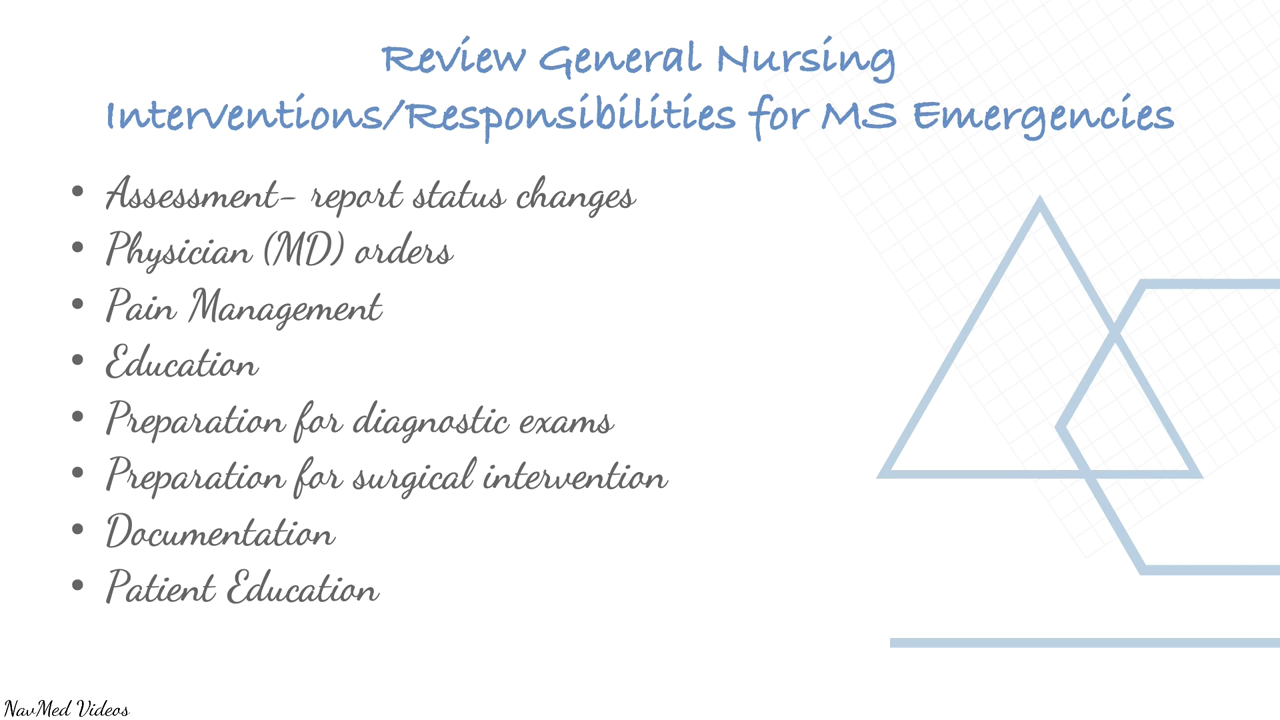 Review General Nursing
Interventions/Responsibilities for MS Emergencies
• Assessment- report status changes
• Physician (MD) orders
• Pain Management
• Education
• Preparation for diagnostic exams
• Preparation for surgical intervention
• Documentation
• Patient Education
NavMed Videos